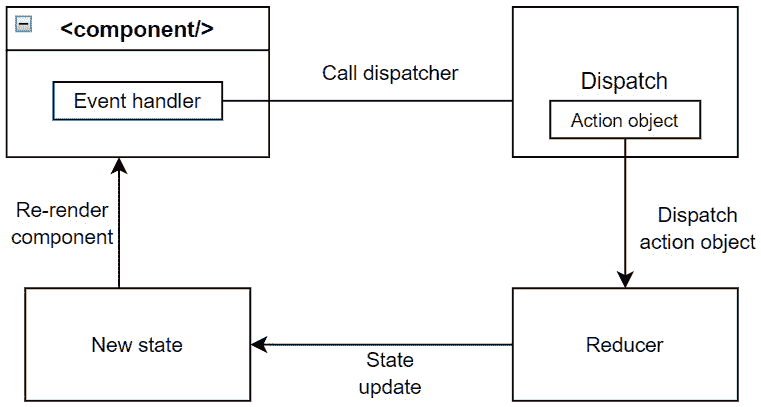 <component/>
Event handler
Call dispatcher
Dispatch
Action object
Re-render
component
Dispatch
action object
New state
State
update
Reducer